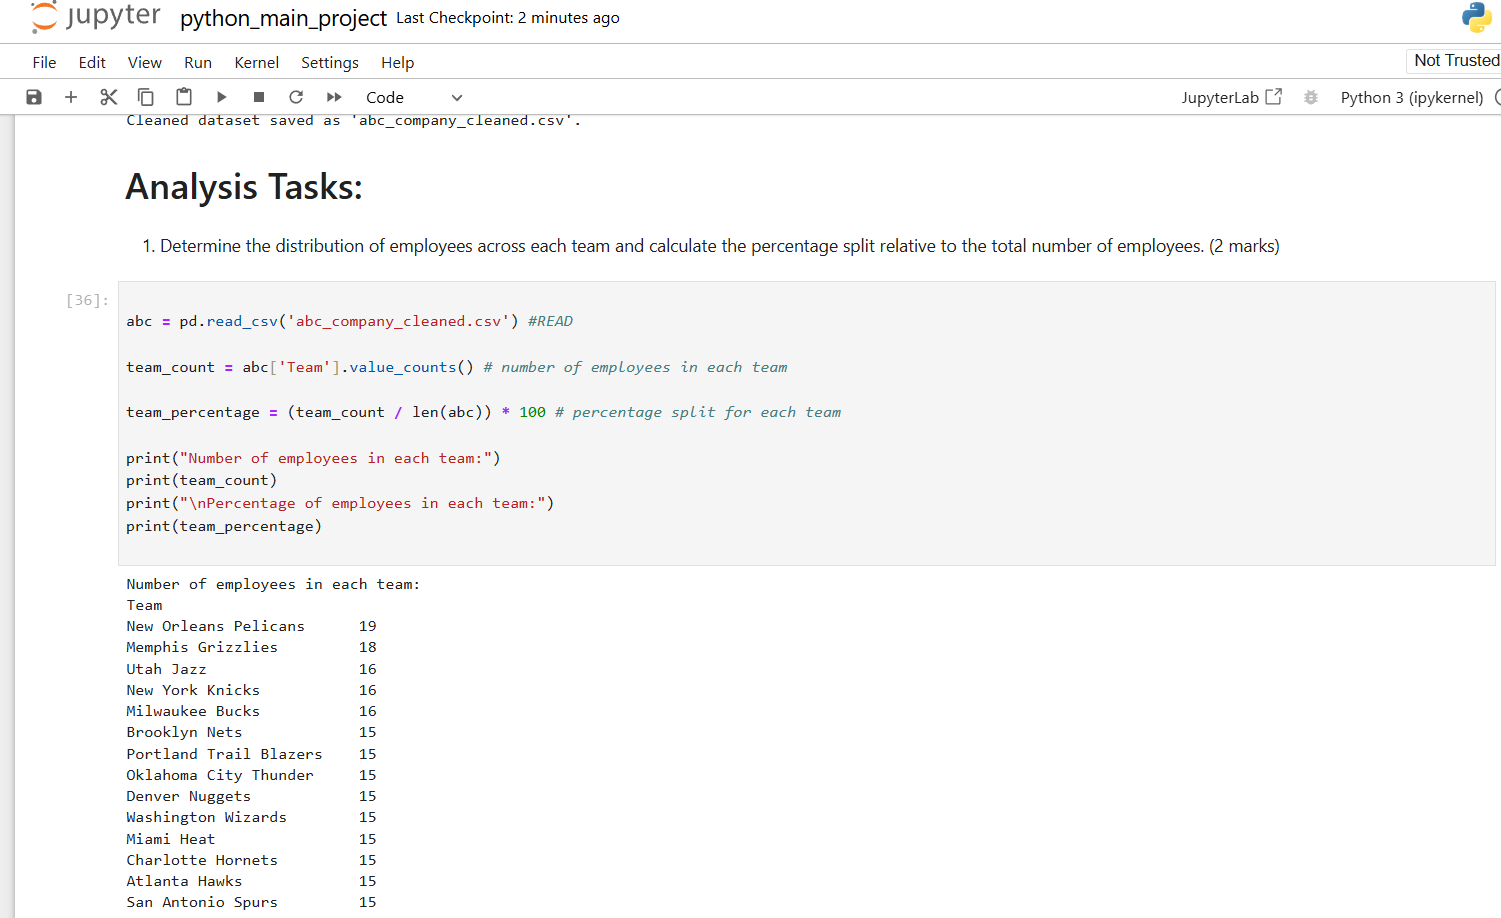 jupyter python_main_project Last Checkpoint: 2 minutes ago
File Edit View Run Kernel Settings Help Not Trusted
Code JupyterLab Python 3 (ipykernel)
Cleaned dataset saved as 'abc_company_cleaned.csv'.
Analysis Tasks:
1. Determine the distribution of employees across each team and calculate the percentage split relative to the total number of employees. (2 marks)
[36]:
abc = pd.read_csv('abc_company_cleaned.csv') #READ
team_count = abc['Team'].value_counts() # number of employees in each team
team_percentage = (team_count / len(abc)) * 100 # percentage split for each team
print("Number of employees in each team:")
print(team_count)
print("\nPercentage of employees in each team:")
print(team_percentage)
Number of employees in each team:
Team
New Orleans Pelicans 19
Memphis Grizzlies 18
Utah Jazz 16
New York Knicks 16
Milwaukee Bucks 16
Brooklyn Nets 15
Portland Trail Blazers 15
Oklahoma City Thunder 15
Denver Nuggets 15
Washington Wizards 15
Miami Heat 15
Charlotte Hornets 15
Atlanta Hawks 15
San Antonio Spurs 15